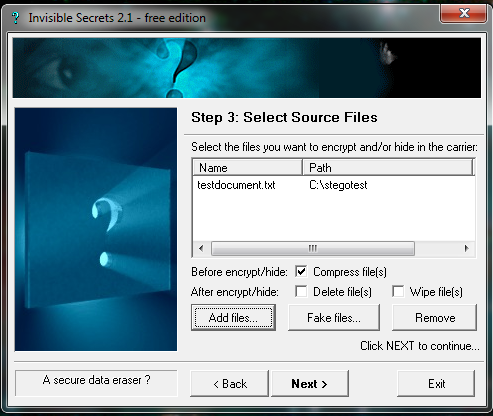 Invisible Secrets 2.1 - free edition
Step 3: Select Source Files
Select the files you want to encrypt and/or hide in the carrier:
Name Path
testdocument.txt C:\stegotest
Before encrypt/hide: Compress file(s)
After encrypt/hide: Delete file(s) Wipe file(s)
Add files... Fake files... Remove
Click NEXT to continue...
A secure data eraser ? < Back Next > Exit